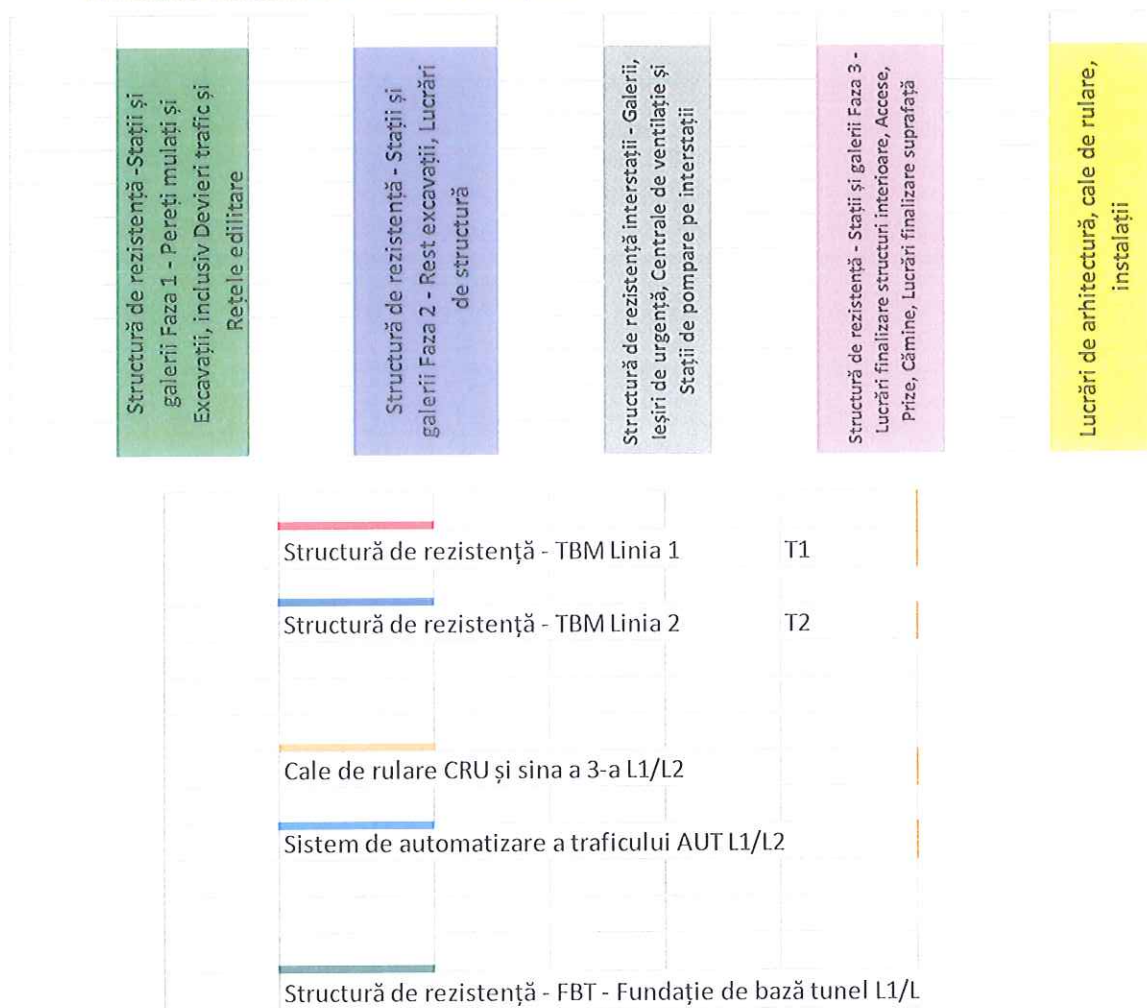 Structură de rezistență -Stații și
galerii Faza 1 - Pereți mulați și
Excavații, inclusiv Devieri trafic și
Rețele edilitare
Structură de rezistență - Stații și
galerii Faza 2 - Rest excavații, Lucrări
de structură
Structură de rezistență interstații - Galerii,
Ieșiri de urgență, Centrale de ventilație și
Stații de pompare pe interstații
Structură de rezistență - Stații și galerii Faza 3 -
Lucrări finalizare structuri interioare, Accese,
Prize, Cămine, Lucrări finalizare suprafață
Lucrări de arhitectură, cale de rulare,
instalații
Structură de rezistență - TBM Linia 1 T1
Structură de rezistență - TBM Linia 2 T2
Cale de rulare CRU și sina a 3-a L1/L2
Sistem de automatizare a traficului AUT L1/L2
Structură de rezistență - FBT - Fundație de bază tunel L1/L